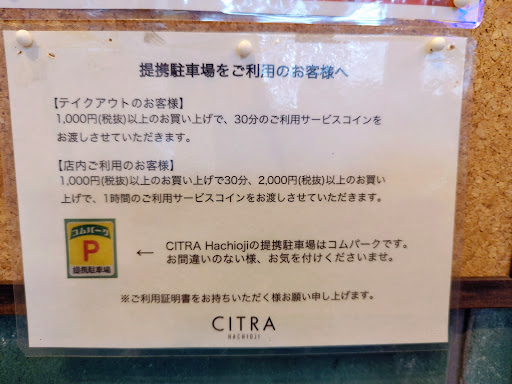 提携駐車場をご利用のお客様へ
【テイクアウトのお客様】
1,000円(税抜)以上のお買い上げで、30分のご利用サービスコインを
お渡しさせていただきます。
【店内ご利用のお客様】
1,000円(税抜)以上のお買い上げで30分、2,000円(税抜)以上のお買い
上げで、1時間のご利用サービスコインをお渡しさせていただきます。
コムパーク
P
提携駐車場
← CITRA Hachiojiの提携駐車場はコムパークです。
お間違いのない様、お気を付けくださいませ。
※ご利用証明書をお持ちいただく様お願い申し上げます。
CITRA
HACHIOJI